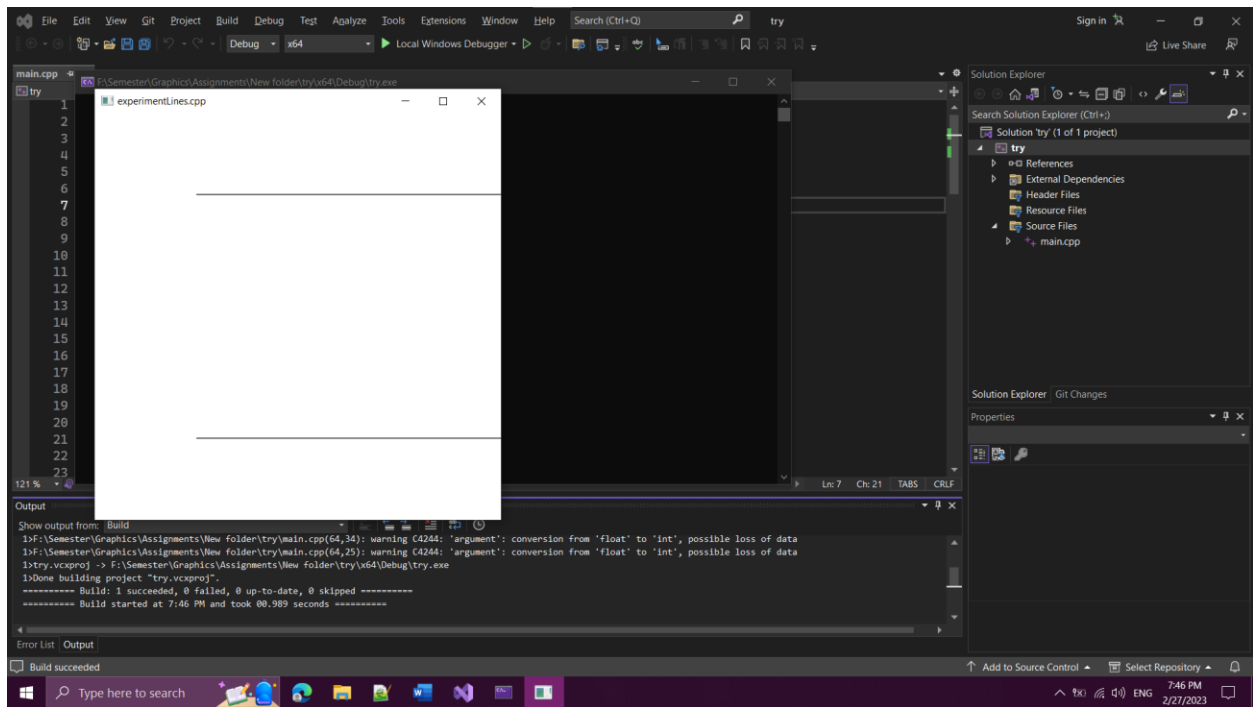 File Edit View Git Project Build Debug Test Analyze Tools Extensions Window Help Search (Ctrl+Q) try Sign in
Debug x64 Local Windows Debugger Live Share
main.cpp
F:\Semester\Graphics\Assignments\New folder\try\x64\Debug\try.exe
try
experimentLines.cpp
1
2
3
4
5
6
7
8
9
10
11
12
13
14
15
16
17
18
19
20
21
22
23
121 % Ln: 7 Ch: 21 TABS CRLF
Solution Explorer
Search Solution Explorer (Ctrl+;)
Solution 'try' (1 of 1 project)
try
References
External Dependencies
Header Files
Resource Files
Source Files
main.cpp
Solution Explorer Git Changes
Properties
Output
Show output from: Build
1>F:\Semester\Graphics\Assignments\New folder\try\main.cpp(64,34): warning C4244: 'argument': conversion from 'float' to 'int', possible loss of data
1>F:\Semester\Graphics\Assignments\New folder\try\main.cpp(64,25): warning C4244: 'argument': conversion from 'float' to 'int', possible loss of data
1>try.vcxproj -> F:\Semester\Graphics\Assignments\New folder\try\x64\Debug\try.exe
1>Done building project "try.vcxproj".
========== Build: 1 succeeded, 0 failed, 0 up-to-date, 0 skipped ==========
========== Build started at 7:46 PM and took 00.989 seconds ==========
Error List Output
Build succeeded Add to Source Control Select Repository
Type here to search ENG 7:46 PM
2/27/2023